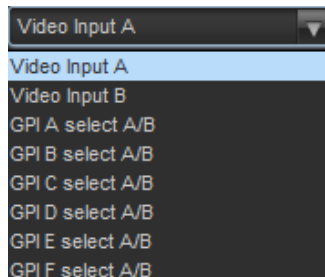 Video Input A
Video Input A
Video Input B
GPI A select A/B
GPI B select A/B
GPI C select A/B
GPI D select A/B
GPI E select A/B
GPI F select A/B